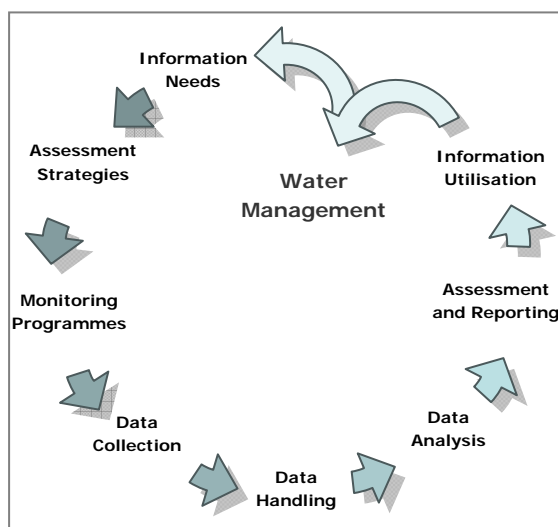 Information
Needs
Assessment
Strategies
Monitoring
Programmes
Data
Collection
Data
Handling
Data
Analysis
Assessment
and Reporting
Information
Utilisation
Water
Management